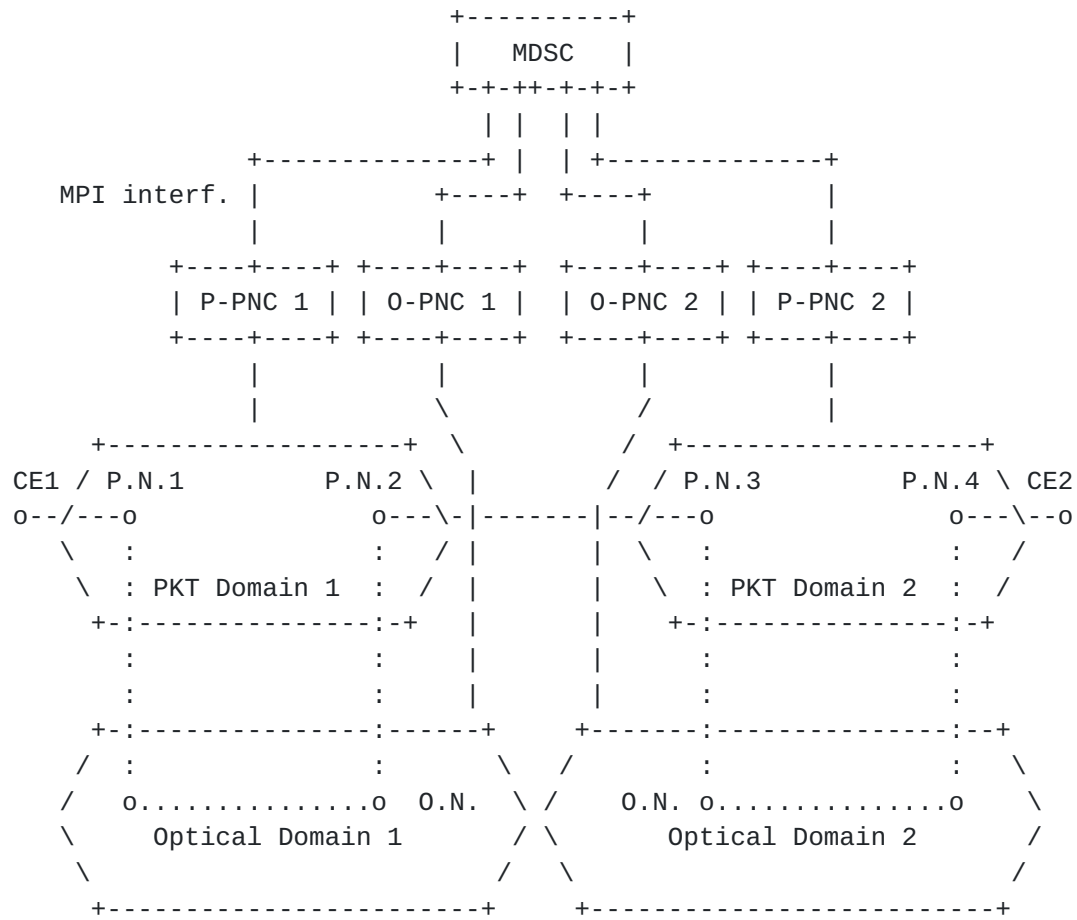 MDSC
MPI interf.
P-PNC 1 O-PNC 1 O-PNC 2 P-PNC 2
CE1 P.N.1 P.N.2 P.N.3 P.N.4 CE2
PKT Domain 1 PKT Domain 2
O.N. O.N.
Optical Domain 1 Optical Domain 2